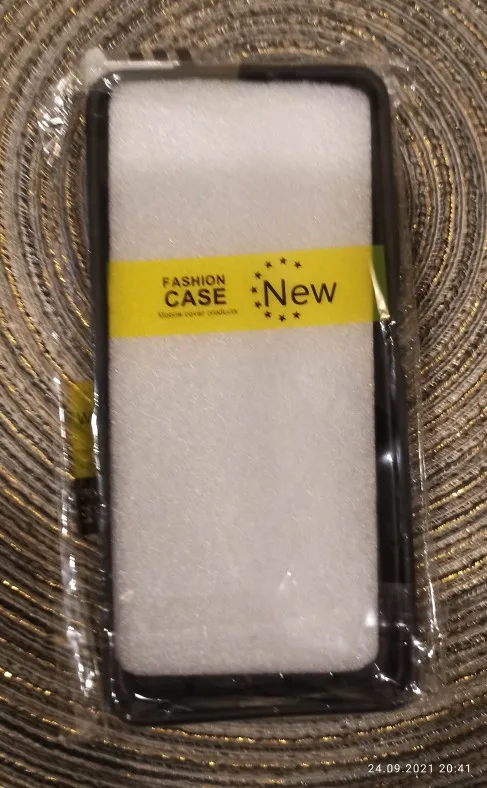 FASHION
CASE
Mobile cover products
New
24.09.2021 20:41